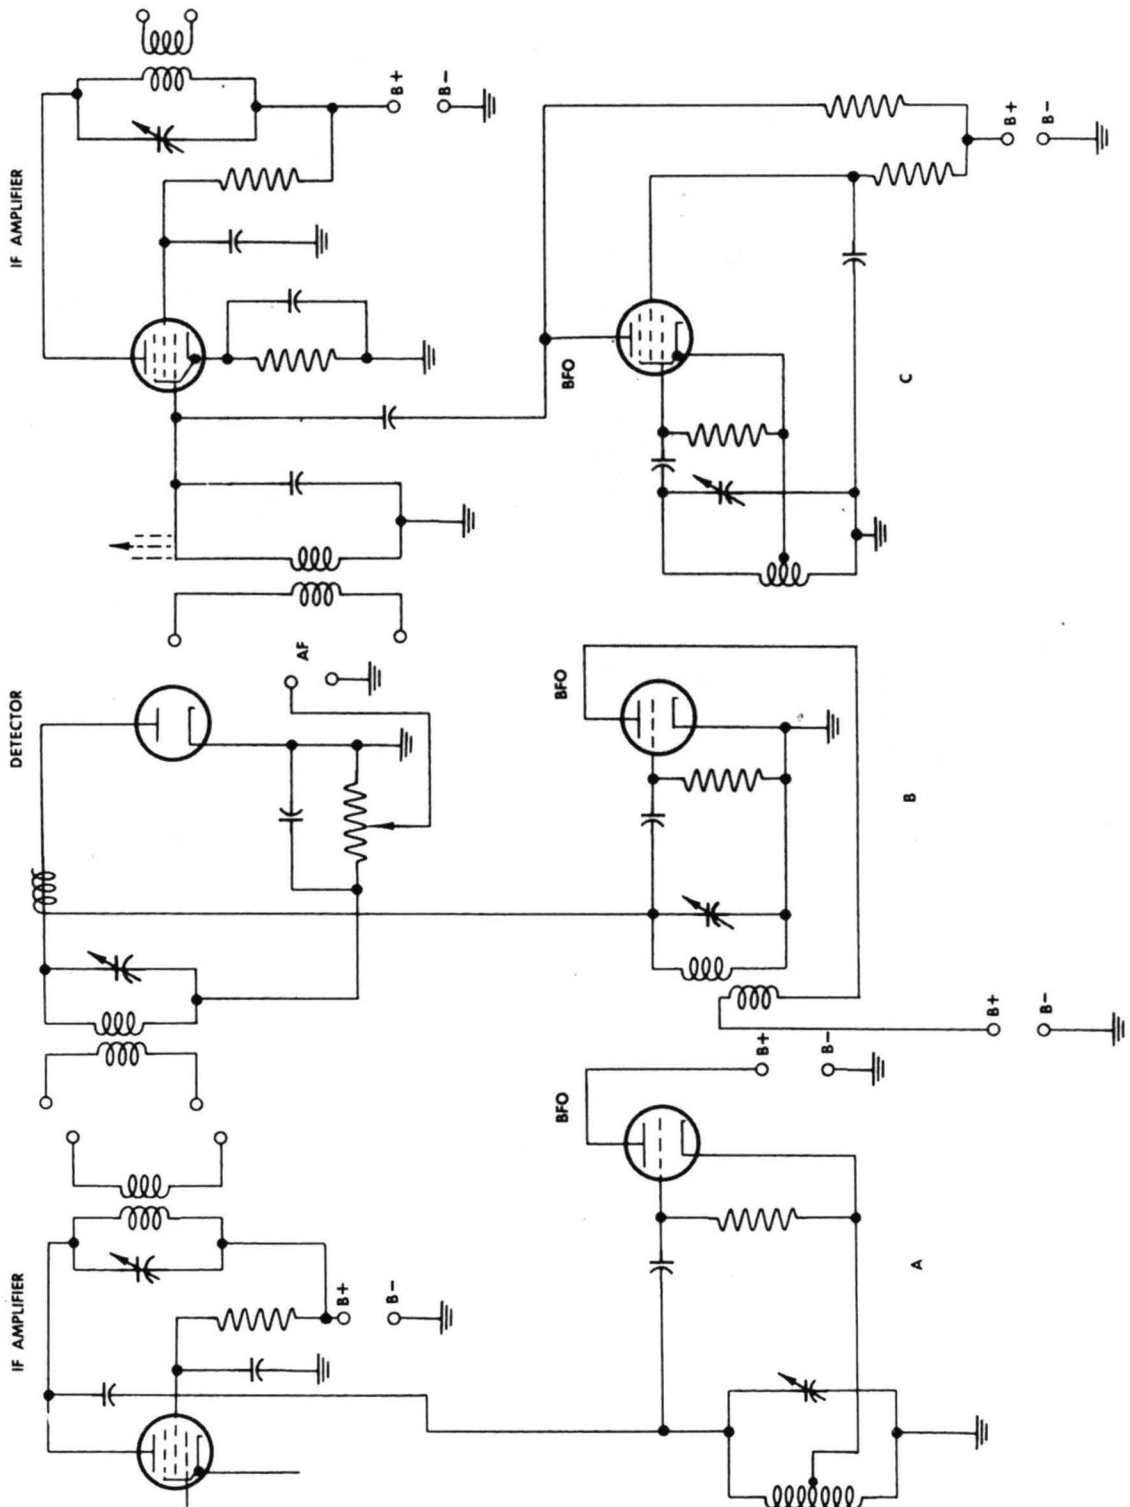 IF AMPLIFIER
B+
B-
BFO
B+
B-
A
DETECTOR
AF
BFO
B+
B-
B
IF AMPLIFIER
B+
B-
BFO
B+
B-
C